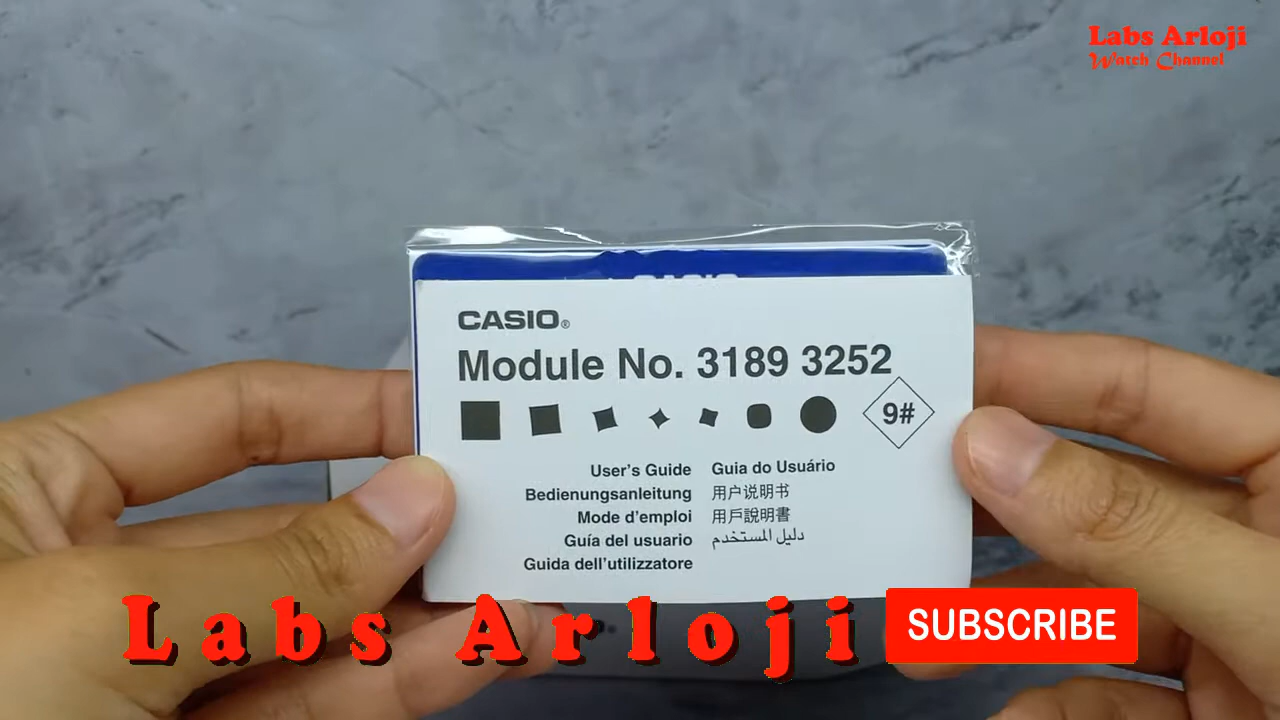 Labs Arloji
Watch Channel
CASIO
CASIO®
Module No. 3189 3252
9#
User's Guide
Bedienungsanleitung
Mode d'emploi
Guía del usuario
Guida dell'utilizzatore
Guia do Usuário
用户说明书
用戶說明書
دليل المستخدم
Labs Arloji
SUBSCRIBE